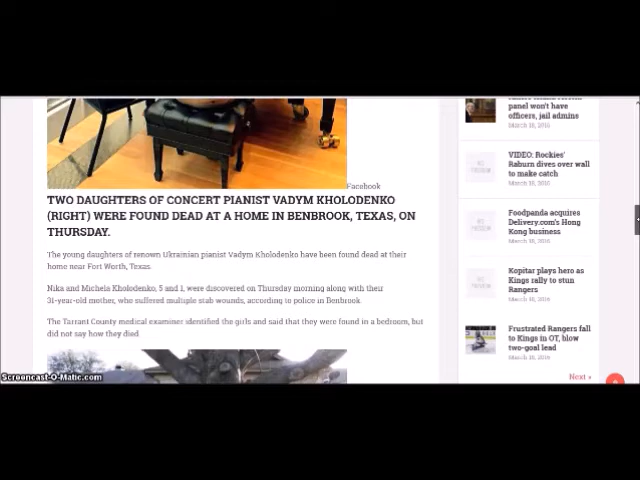 Facebook
TWO DAUGHTERS OF CONCERT PIANIST VADYM KHOLODENKO
(RIGHT) WERE FOUND DEAD AT A HOME IN BENBROOK, TEXAS, ON
THURSDAY.
The young daughters of renown Ukrainian pianist Vadym Kholodenko have been found dead at their
home near Fort Worth, Texas.
Nika and Michela Kholodenko, 5 and 1, were discovered on Thursday morning along with their
31-year-old mother, who suffered multiple stab wounds, according to police in Benbrook.
The Tarrant County medical examiner identified the girls and said that they were found in a bedroom, but
did not say how they died
panel won't have
officers, jail admins
March 18, 2016
VIDEO: Rockies'
Raburn dives over wall
to make catch
March 18, 2016
Foodpanda acquires
Delivery.com's Hong
Kong business
March 18, 2016
Kopitar plays hero as
Kings rally to stun
Rangers
March 18, 2016
Frustrated Rangers fall
to Kings in OT, blow
two-goal lead
March 18, 2016
Next »
Screencast-O-Matic.com